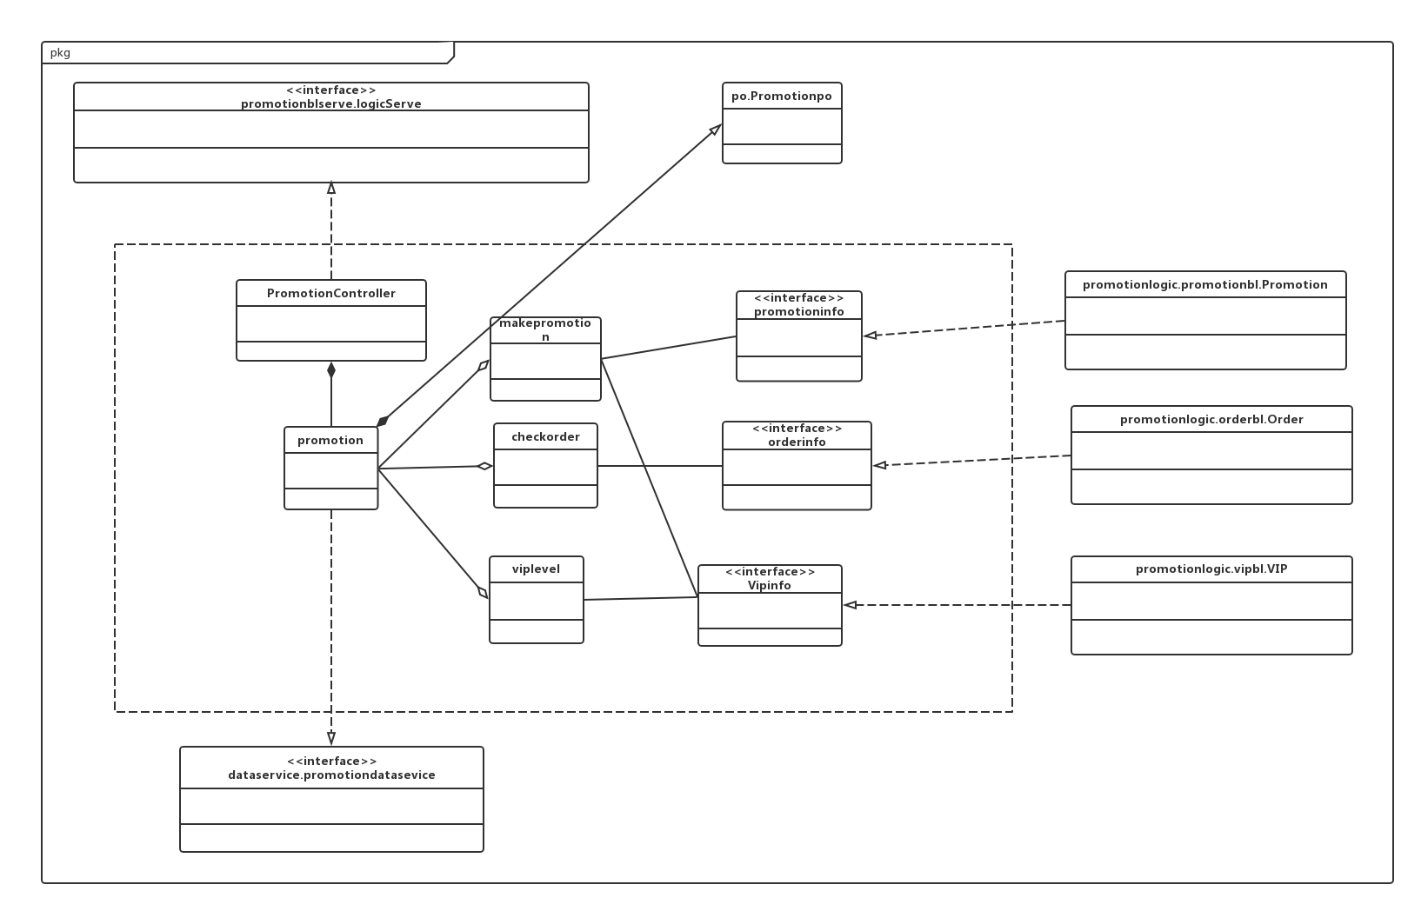 pkg
<<interface>>
promotionblserve.logicServe
po.Promotionpo
PromotionController
<<interface>>
promotioninfo
promotionlogic.promotionbl.Promotion
makepromotio
n
promotion
checkorder
<<interface>>
orderinfo
promotionlogic.orderbl.Order
viplevel
<<interface>>
Vipinfo
promotionlogic.vipbl.VIP
<<interface>>
dataservice.promotiondatasevice